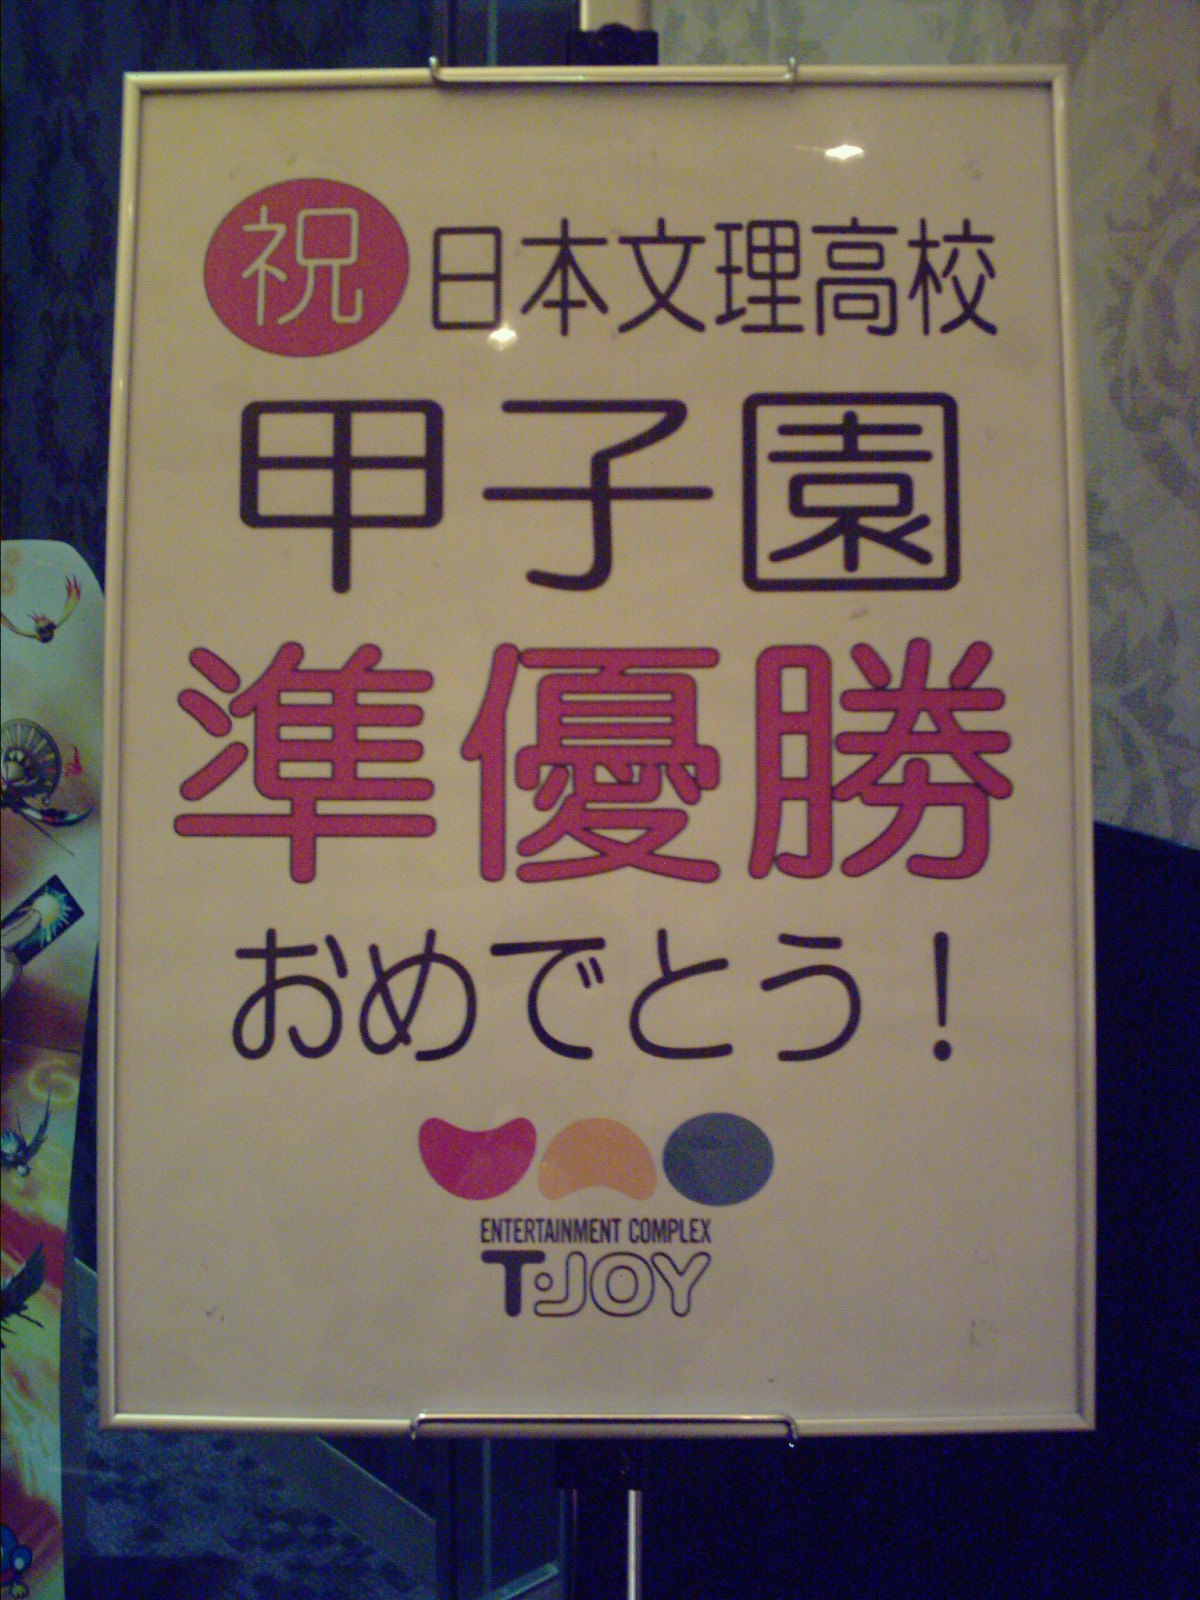 祝 日本文理高校
甲子園
準優勝
おめでとう！
ENTERTAINMENT COMPLEX
T・JOY